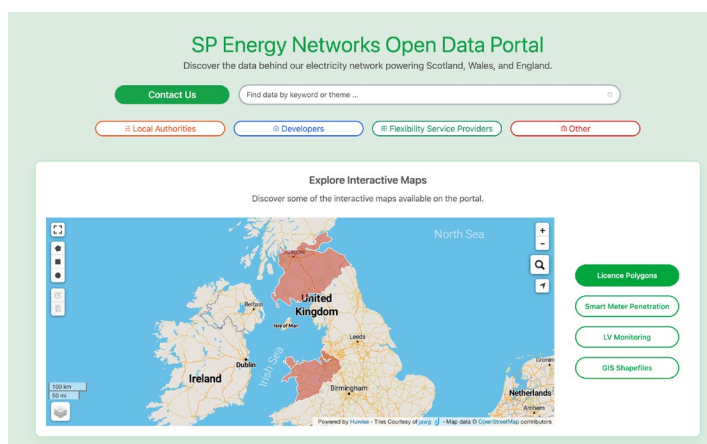 SP Energy Networks Open Data Portal
Discover the data behind our electricity network powering Scotland, Wales, and England.
Contact Us
Find data by keyword or theme ...
Local Authorities
Developers
Flexibility Service Providers
Other
Explore Interactive Maps
Discover some of the interactive maps available on the portal.
North Sea
+
−
Belfast
United
Kingdom
Isle of Man
Leeds
Dublin
Irish Sea
Ireland
Birmingham
Netherlands
Arnhem
100 km
50 mi
Powered by Huwise - Tiles Courtesy of jawg - Map data © OpenStreetMap contributors
Licence Polygons
Smart Meter Penetration
LV Monitoring
GIS Shapefiles